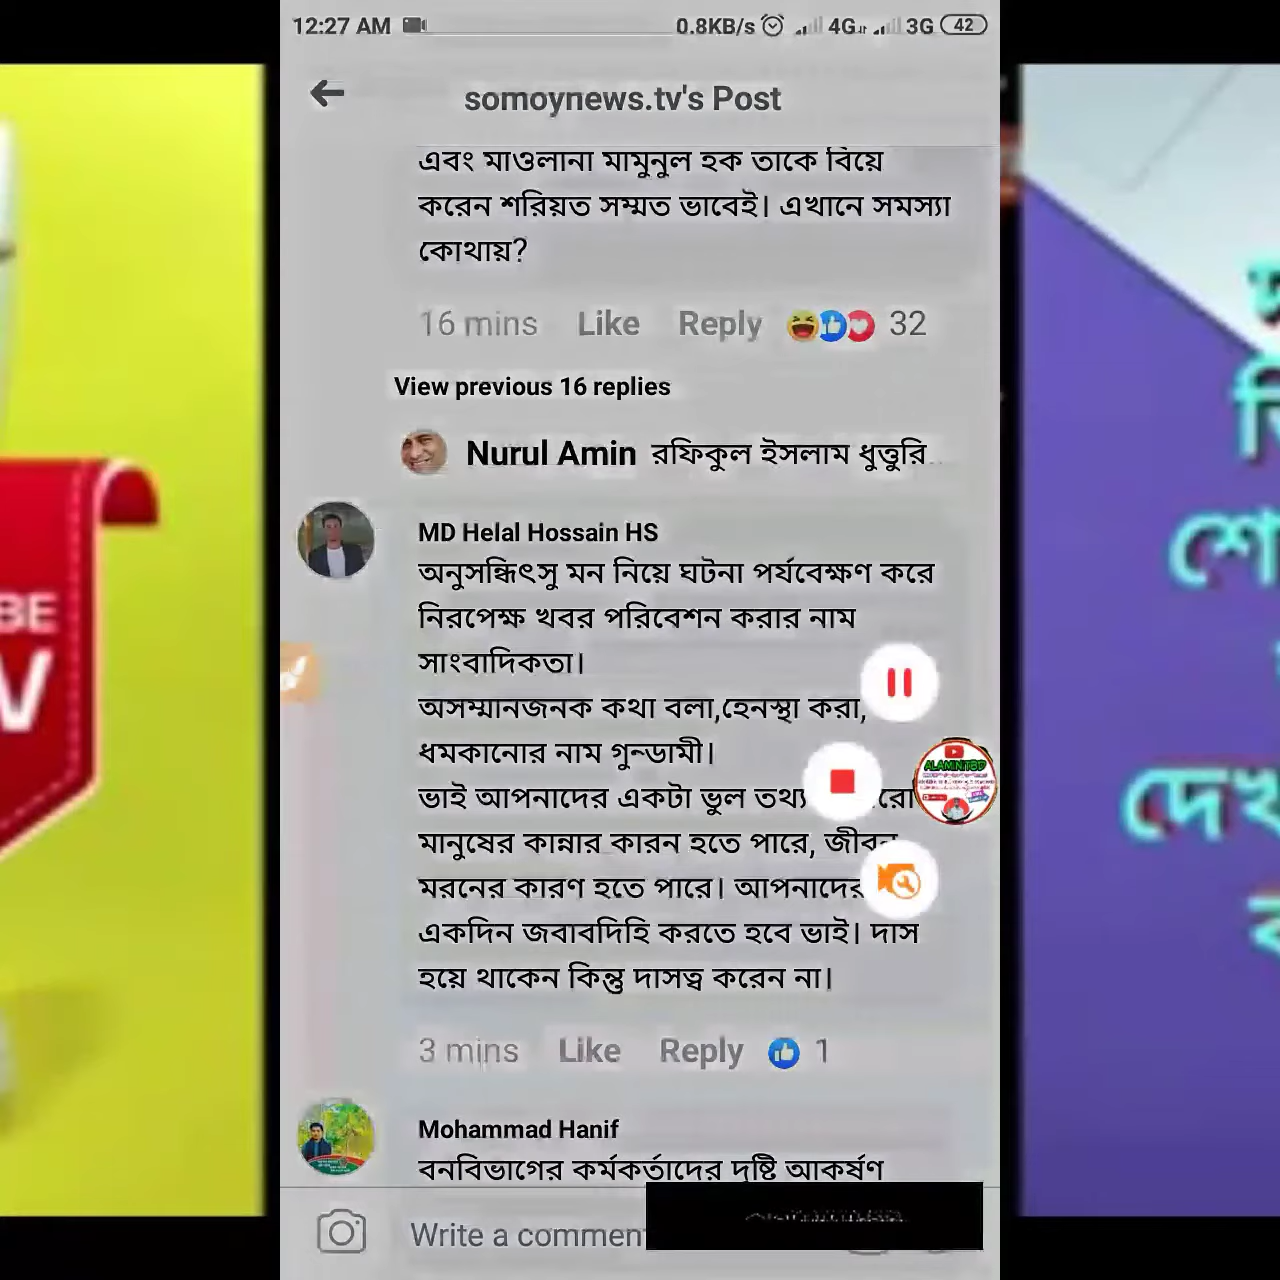 12:27 AM 0.8KB/s 4G 3G 42
somoynews.tv's Post
এবং মাওলানা মামুনুল হক তাকে বিয়ে
করেন শরিয়ত সম্মত ভাবেই। এখানে সমস্যা
কোথায়?
16 mins Like Reply 32
View previous 16 replies
Nurul Amin রফিকুল ইসলাম ধুত্তুরি..
MD Helal Hossain HS
অনুসন্ধিৎসু মন নিয়ে ঘটনা পর্যবেক্ষণ করে
নিরপেক্ষ খবর পরিবেশন করার নাম
সাংবাদিকতা।
অসম্মানজনক কথা বলা,হেনস্থা করা,
ধমকানোর নাম গুন্ডামী।
ভাই আপনাদের একটা ভুল তথ্য
মানুষের কান্নার কারন হতে পারে, জীবন
মরনের কারণ হতে পারে। আপনাদের
একদিন জবাবদিহি করতে হবে ভাই। দাস
হয়ে থাকেন কিন্তু দাসত্ব করেন না।
3 mins Like Reply 1
Mohammad Hanif
বনবিভাগের কর্মকর্তাদের দৃষ্টি আকর্ষণ
Write a comment
ALAMINITBD
BE
V
শো
দেখ